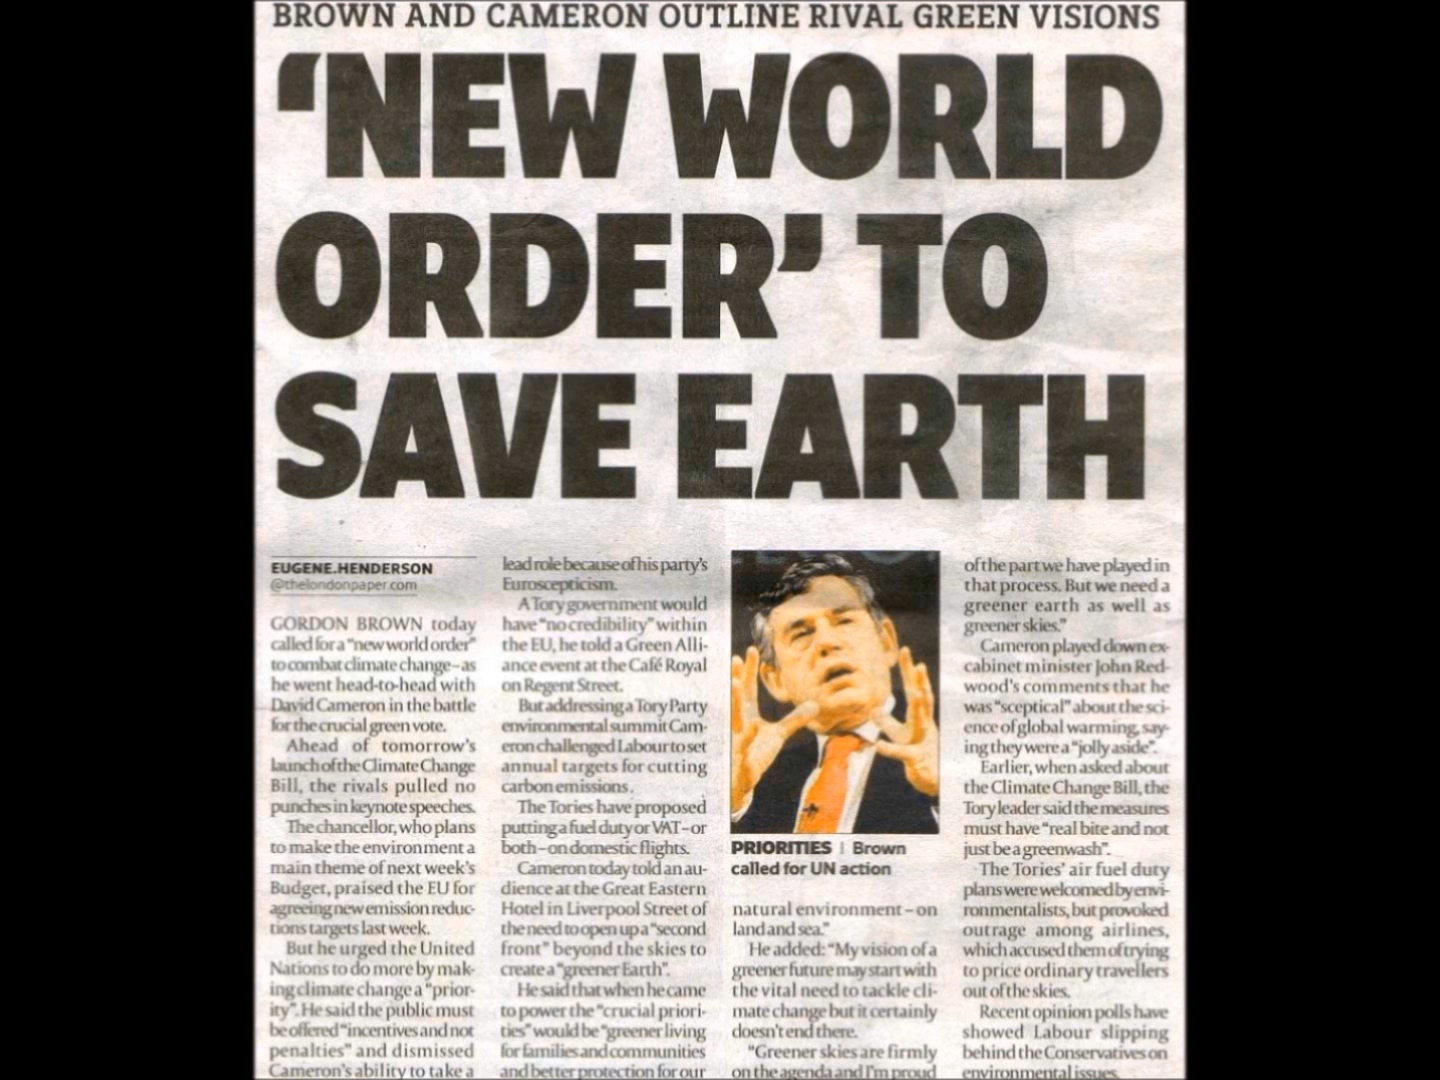 BROWN AND CAMERON OUTLINE RIVAL GREEN VISIONS
‘NEW WORLD
ORDER’ TO
SAVE EARTH
EUGENE.HENDERSON
@thelondonpaper.com
GORDON BROWN today
called for a “new world order”
to combat climate change – as
he went head-to-head with
David Cameron in the battle
for the crucial green vote.
Ahead of tomorrow’s
launch of the Climate Change
Bill, the rivals pulled no
punches in keynote speeches.
The chancellor, who plans
to make the environment a
main theme of next week’s
Budget, praised the EU for
agreeing new emission reduc-
tions targets last week.
But he urged the United
Nations to do more by mak-
ing climate change a “prior-
ity”. He said the public must
be offered “incentives and not
penalties” and dismissed
Cameron’s ability to take a
lead role because of his party’s
Euroscepticism.
A Tory government would
have “no credibility” within
the EU, he told a Green Alli-
ance event at the Café Royal
on Regent Street.
But addressing a Tory Party
environmental summit Cam-
eron challenged Labour to set
annual targets for cutting
carbon emissions.
The Tories have proposed
putting a fuel duty or VAT – or
both – on domestic flights.
Cameron today told an au-
dience at the Great Eastern
Hotel in Liverpool Street of
the need to open up a “second
front” beyond the skies to
create a “greener Earth”.
He said that when he came
to power the “crucial priori-
ties” would be “greener living
for families and communities
and better protection for our
PRIORITIES | Brown
called for UN action
natural environment – on
land and sea.”
He added: “My vision of a
greener future may start with
the vital need to tackle cli-
mate change but it certainly
doesn’t end there.
“Greener skies are firmly
on the agenda and I’m proud
of the part we have played in
that process. But we need a
greener earth as well as
greener skies.”
Cameron played down ex-
cabinet minister John Red-
wood’s comments that he
was “sceptical” about the sci-
ence of global warming, say-
ing they were a “jolly aside”.
Earlier, when asked about
the Climate Change Bill, the
Tory leader said the measures
must have “real bite and not
just be a greenwash”.
The Tories’ air fuel duty
plans were welcomed by envi-
ronmentalists, but provoked
outrage among airlines,
which accused them of trying
to price ordinary travellers
out of the skies.
Recent opinion polls have
showed Labour slipping
behind the Conservatives on
environmental issues.